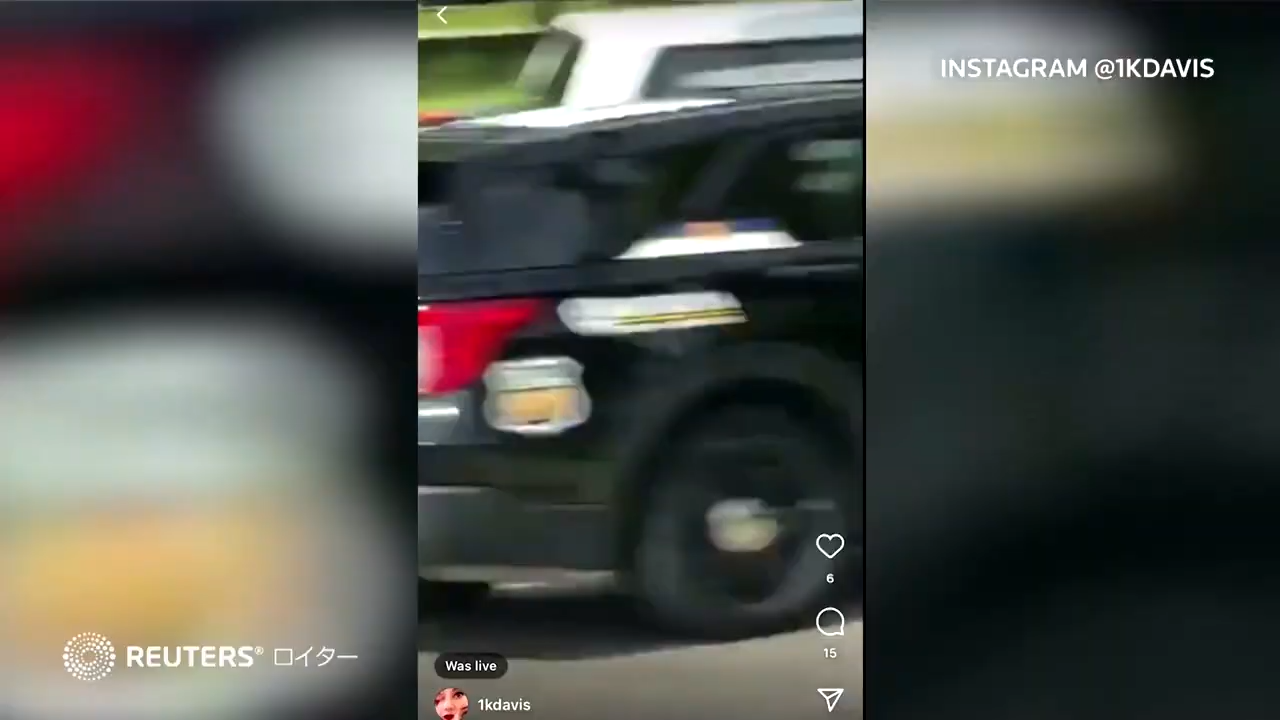 INSTAGRAM @1KDAVIS
6
15
REUTERS® ロイター
Was live
1kdavis